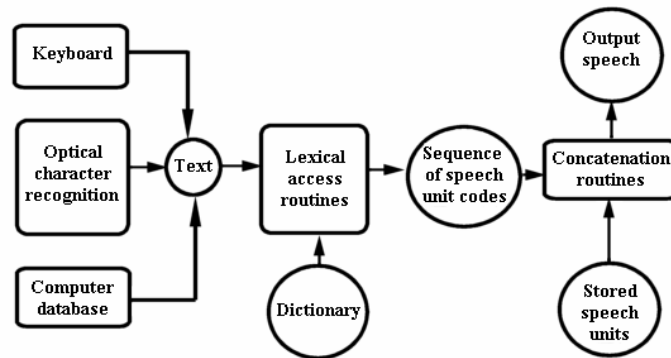 Keyboard
Optical
character
recognition
Computer
database
Text
Lexical
access
routines
Dictionary
Sequence
of speech
unit codes
Output
speech
Concatenation
routines
Stored
speech
units